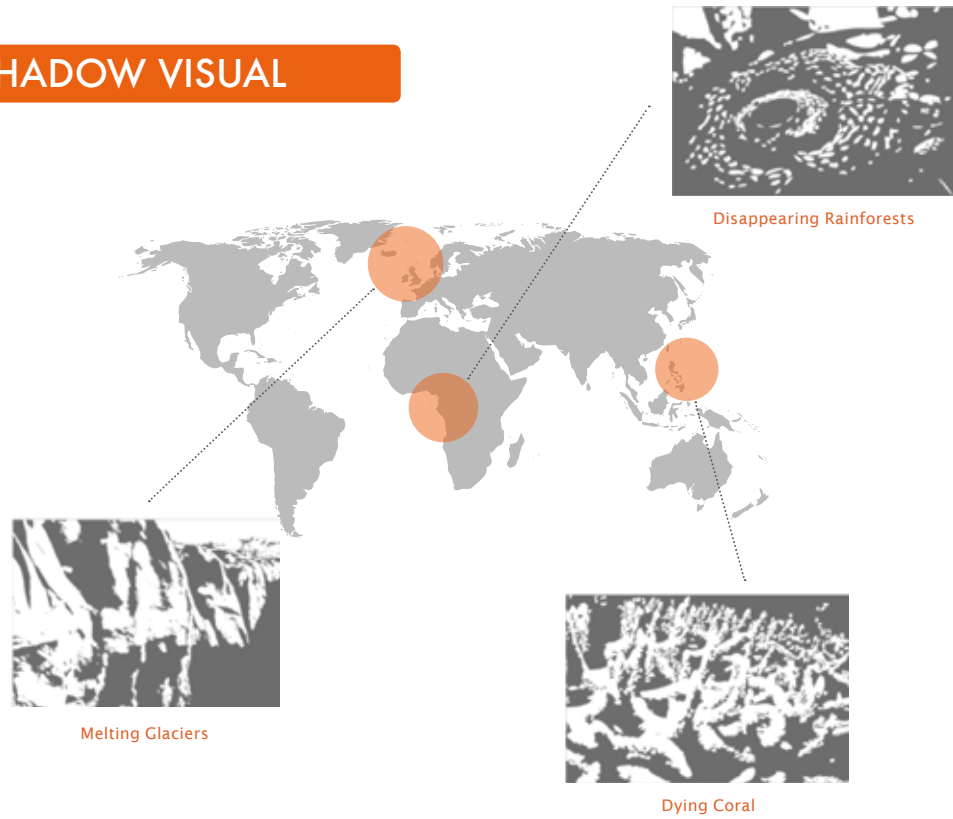 HADOW VISUAL
Disappearing Rainforests
Melting Glaciers
Dying Coral